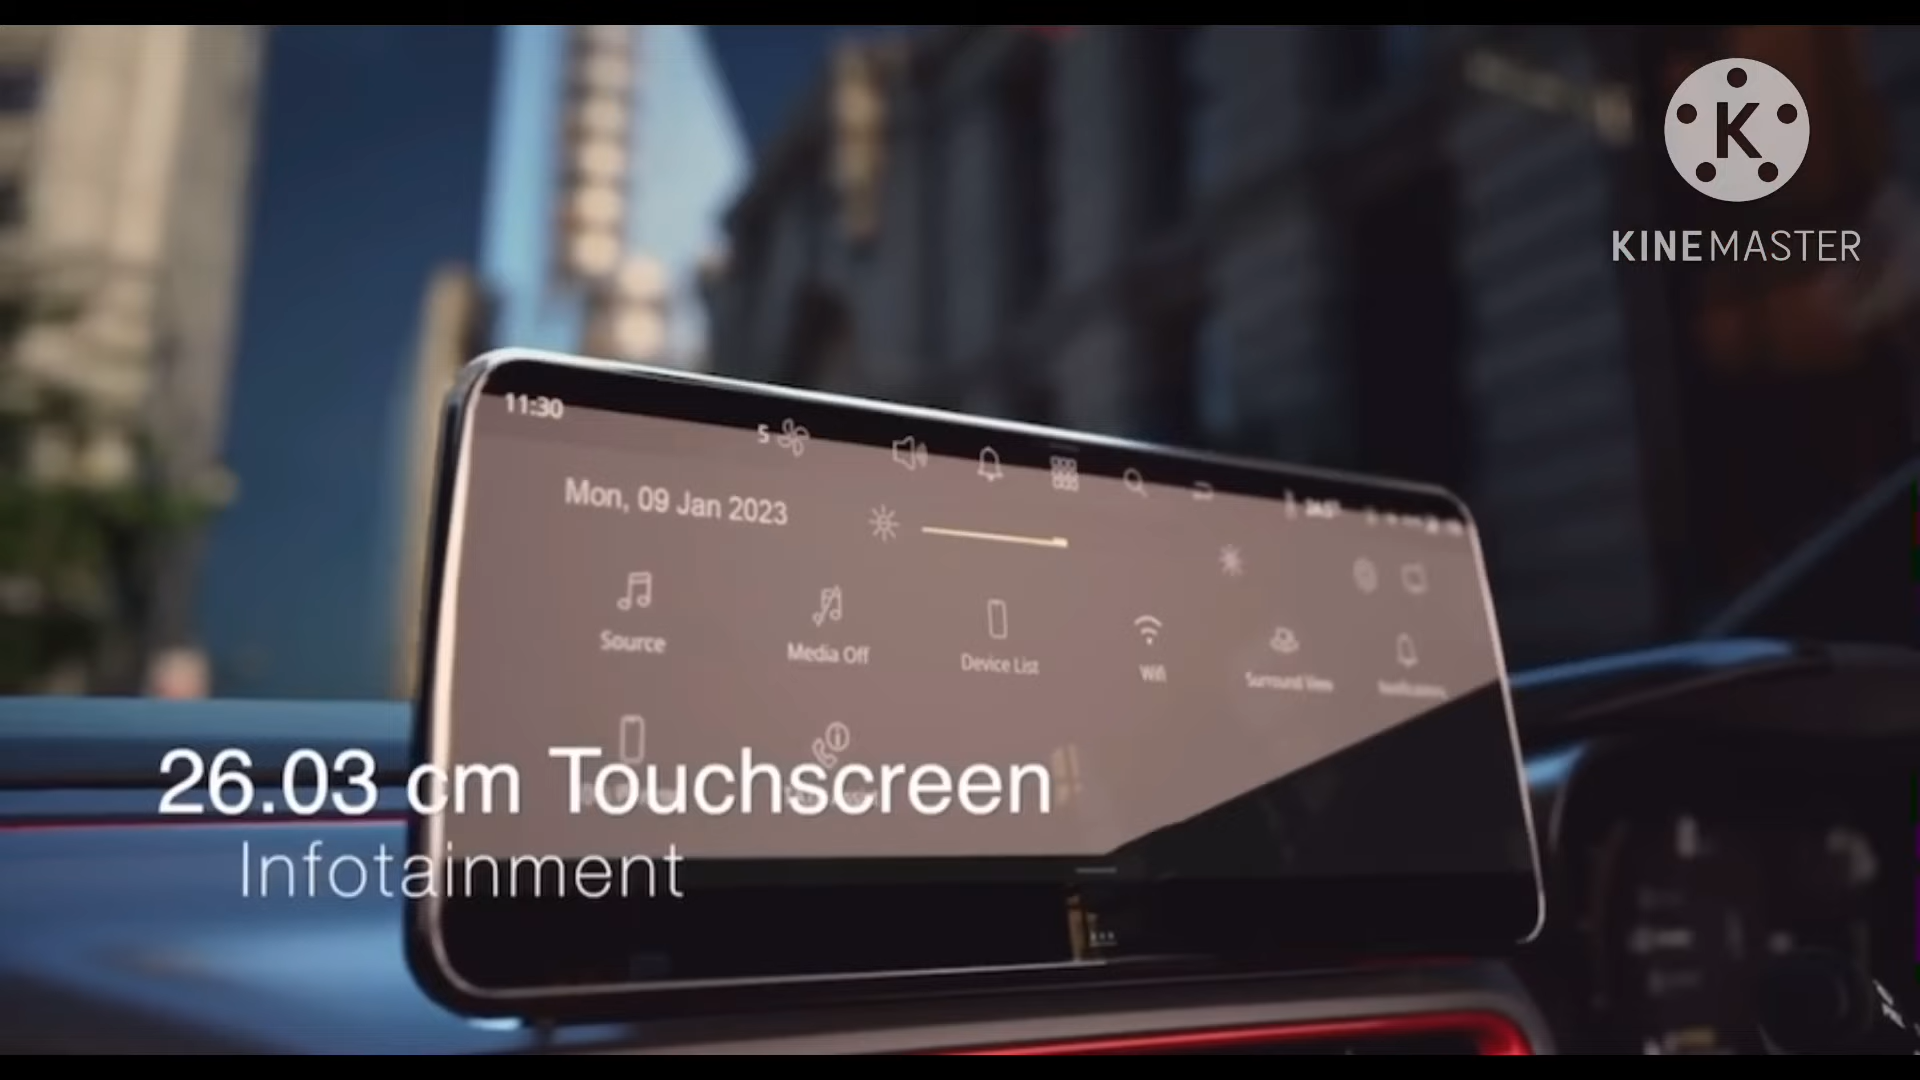 K
KINEMASTER
11:30
5
Mon, 09 Jan 2023
Source
Media Off
Device List
Wifi
Surround View
Notifications
26.03 cm Touchscreen
Infotainment